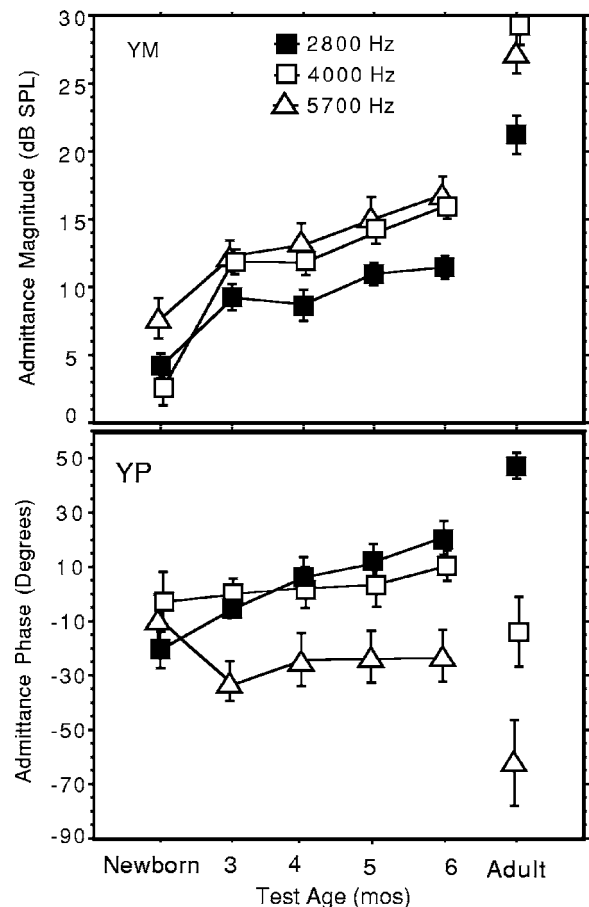 YM
2800 Hz
4000 Hz
5700 Hz
Admittance Magnitude (dB SPL)
30
25
20
15
10
5
0
YP
Admittance Phase (Degrees)
50
30
10
-10
-30
-50
-70
-90
Newborn 3 4 5 6 Adult
Test Age (mos)